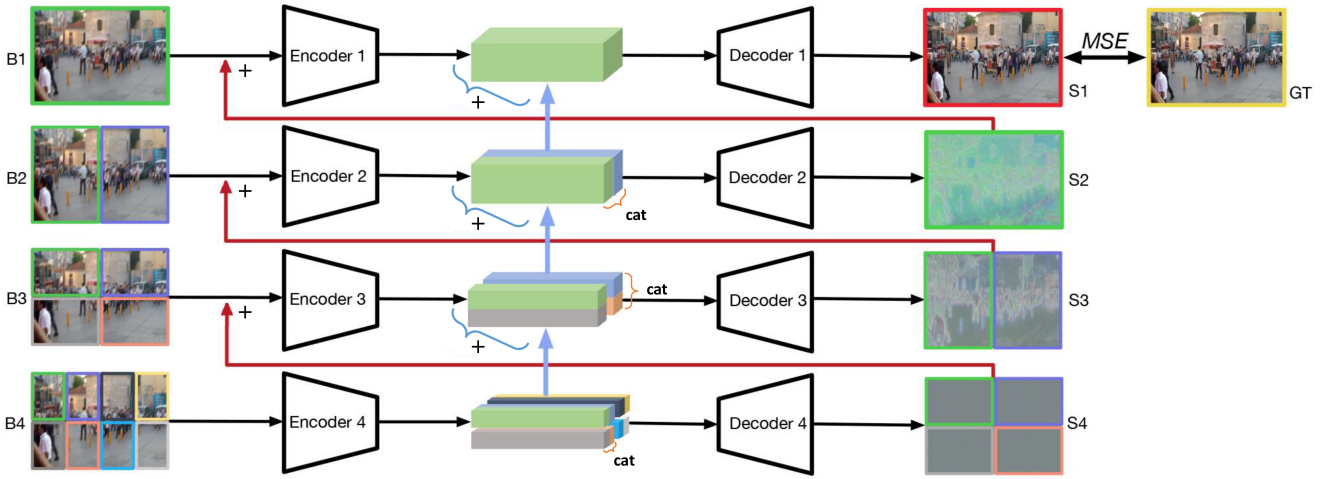 B1
+
Encoder 1
+
Decoder 1
S1
MSE
GT
B2
+
Encoder 2
+
cat
Decoder 2
S2
B3
+
Encoder 3
+
cat
Decoder 3
S3
B4
Encoder 4
cat
Decoder 4
S4